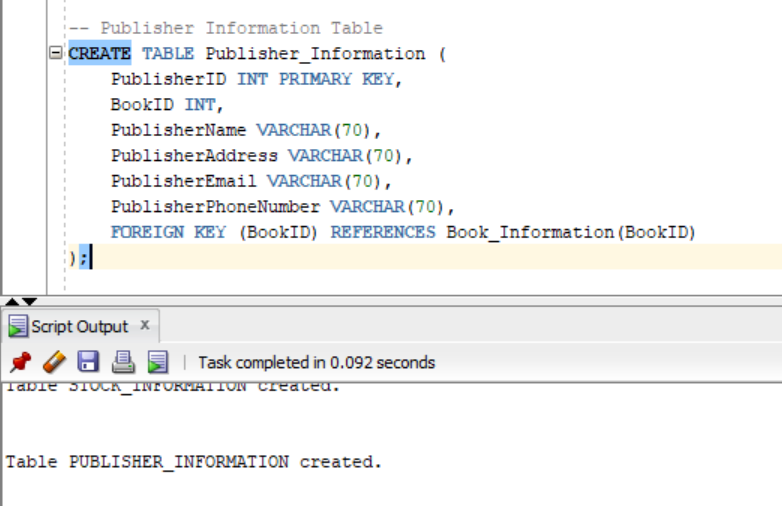 -- Publisher Information Table
CREATE TABLE Publisher_Information (
PublisherID INT PRIMARY KEY,
BookID INT,
PublisherName VARCHAR(70),
PublisherAddress VARCHAR(70),
PublisherEmail VARCHAR(70),
PublisherPhoneNumber VARCHAR(70),
FOREIGN KEY (BookID) REFERENCES Book_Information(BookID)
);
Script Output x
Task completed in 0.092 seconds
Table STOCK_INFORMATION created.
Table PUBLISHER_INFORMATION created.